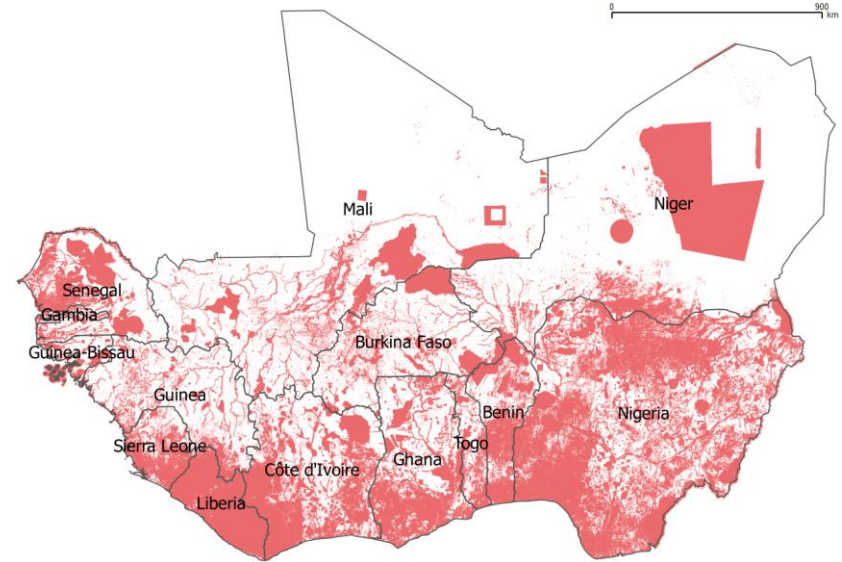 0 900
km
Mali
Niger
Senegal
Gambia
Guinea-Bissau
Burkina Faso
Guinea
Benin
Nigeria
Sierra Leone
Togo
Ghana
Côte d'Ivoire
Liberia